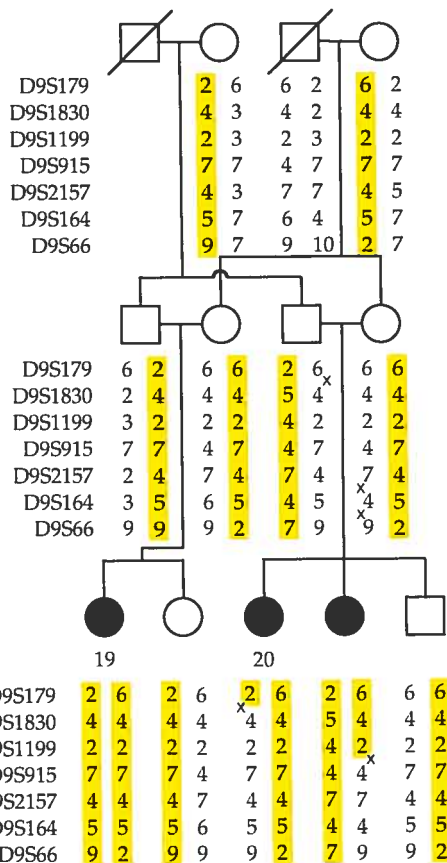 D9S179 2 6 6 2 6 2
D9S1830 4 3 4 2 4 4
D9S1199 2 3 2 3 2 2
D9S915 7 7 4 7 7 7
D9S2157 4 3 7 7 4 5
D9S164 5 7 6 4 5 7
D9S66 9 7 9 10 2 7
D9S179 6 2 6 6 2 6 x 6 6
D9S1830 2 4 4 4 5 4 4 4
D9S1199 3 2 2 2 4 2 2 2
D9S915 7 7 4 7 7 7 4 7
D9S2157 2 4 7 4 7 4 7 4
D9S164 3 5 6 5 4 5 x 4 5
D9S66 9 9 9 2 7 9 x 9 2
19 20
D9S179 2 6 2 6 2 6 2 6 6 6
D9S1830 4 4 4 4 x 4 4 5 4 4 4
D9S1199 2 2 2 2 2 2 4 2 2 2
D9S915 7 7 7 4 7 7 4 4 x 7 7
D9S2157 4 4 4 7 4 4 7 7 4 4
D9S164 5 5 5 6 5 5 4 4 5 5
D9S66 9 2 9 9 9 2 7 9 9 2